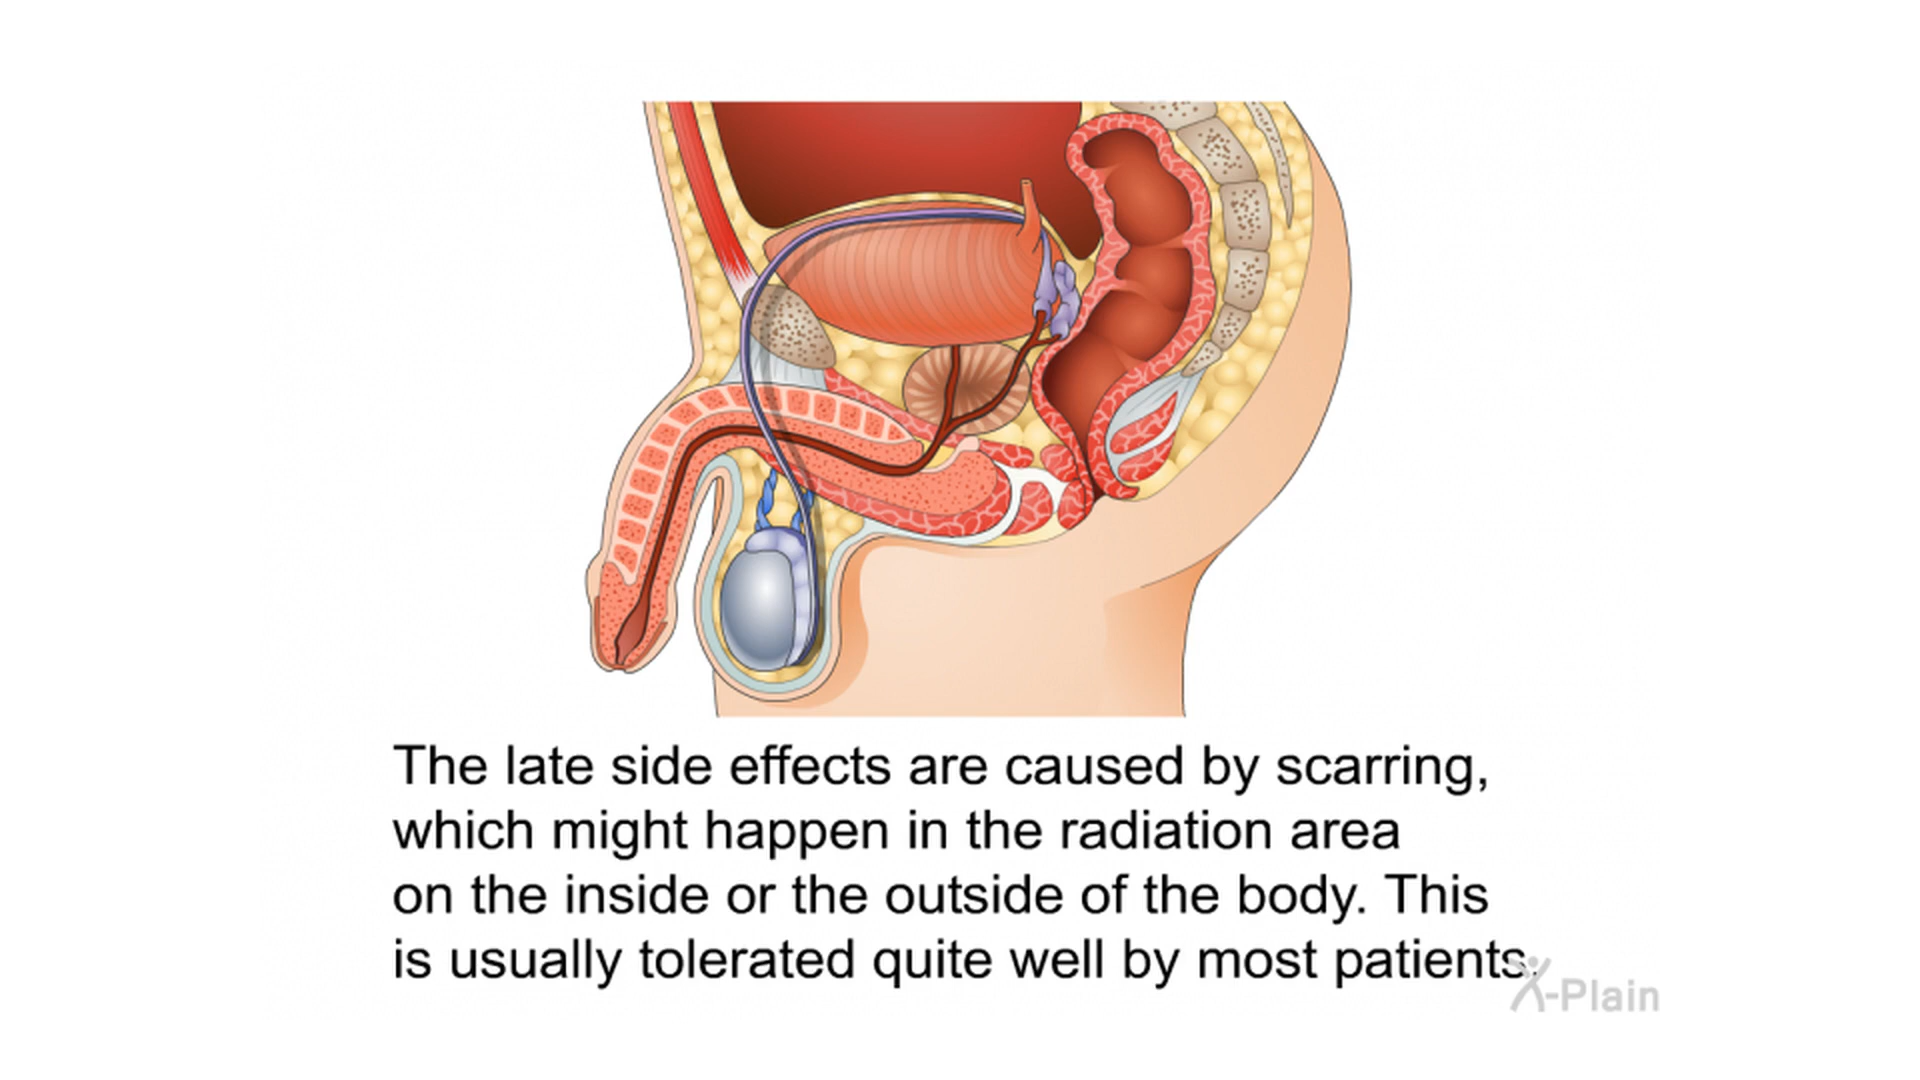 The late side effects are caused by scarring,
which might happen in the radiation area
on the inside or the outside of the body. This
is usually tolerated quite well by most patients.
X-Plain